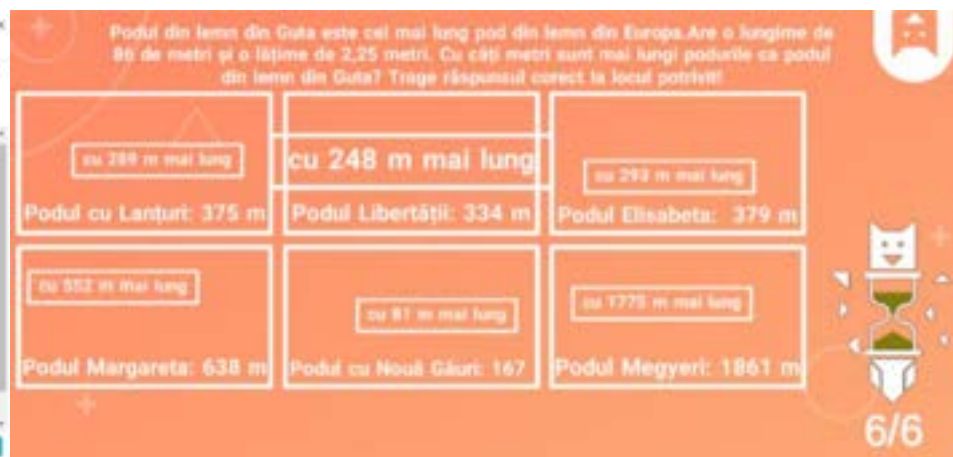 Podul din lemn din Guta este cel mai lung pod din lemn din Europa.Are o lungime de
86 de metri și o lățime de 2,25 metri. Cu câți metri sunt mai lungi podurile ca podul
din lemn din Guta? Trage răspunsul corect la locul potrivit!
cu 289 m mai lung
Podul cu Lanțuri: 375 m
cu 248 m mai lung
Podul Libertății: 334 m
cu 293 m mai lung
Podul Elisabeta: 379 m
cu 552 m mai lung
Podul Margareta: 638 m
cu 81 m mai lung
Podul cu Nouă Găuri: 167
cu 1775 m mai lung
Podul Megyeri: 1861 m
6/6